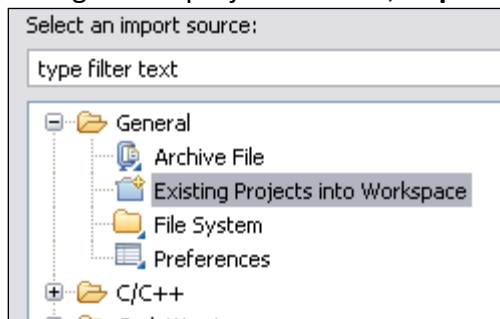 Select an import source:
type filter text
General
Archive File
Existing Projects into Workspace
File System
Preferences
C/C++